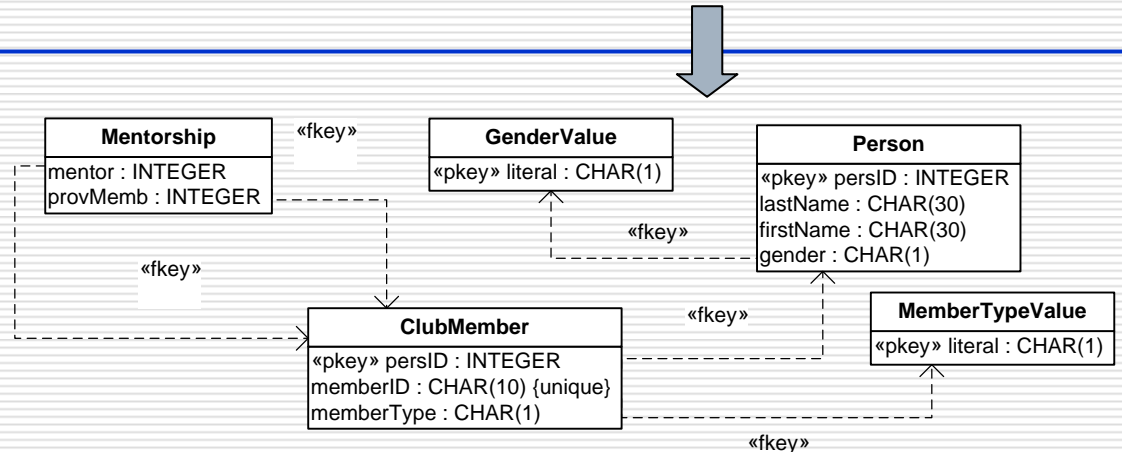 Mentorship
mentor : INTEGER
provMemb : INTEGER
«fkey»
GenderValue
«pkey» literal : CHAR(1)
Person
«pkey» persID : INTEGER
lastName : CHAR(30)
firstName : CHAR(30)
gender : CHAR(1)
«fkey»
«fkey»
ClubMember
«pkey» persID : INTEGER
memberID : CHAR(10) {unique}
memberType : CHAR(1)
«fkey»
MemberTypeValue
«pkey» literal : CHAR(1)
«fkey»